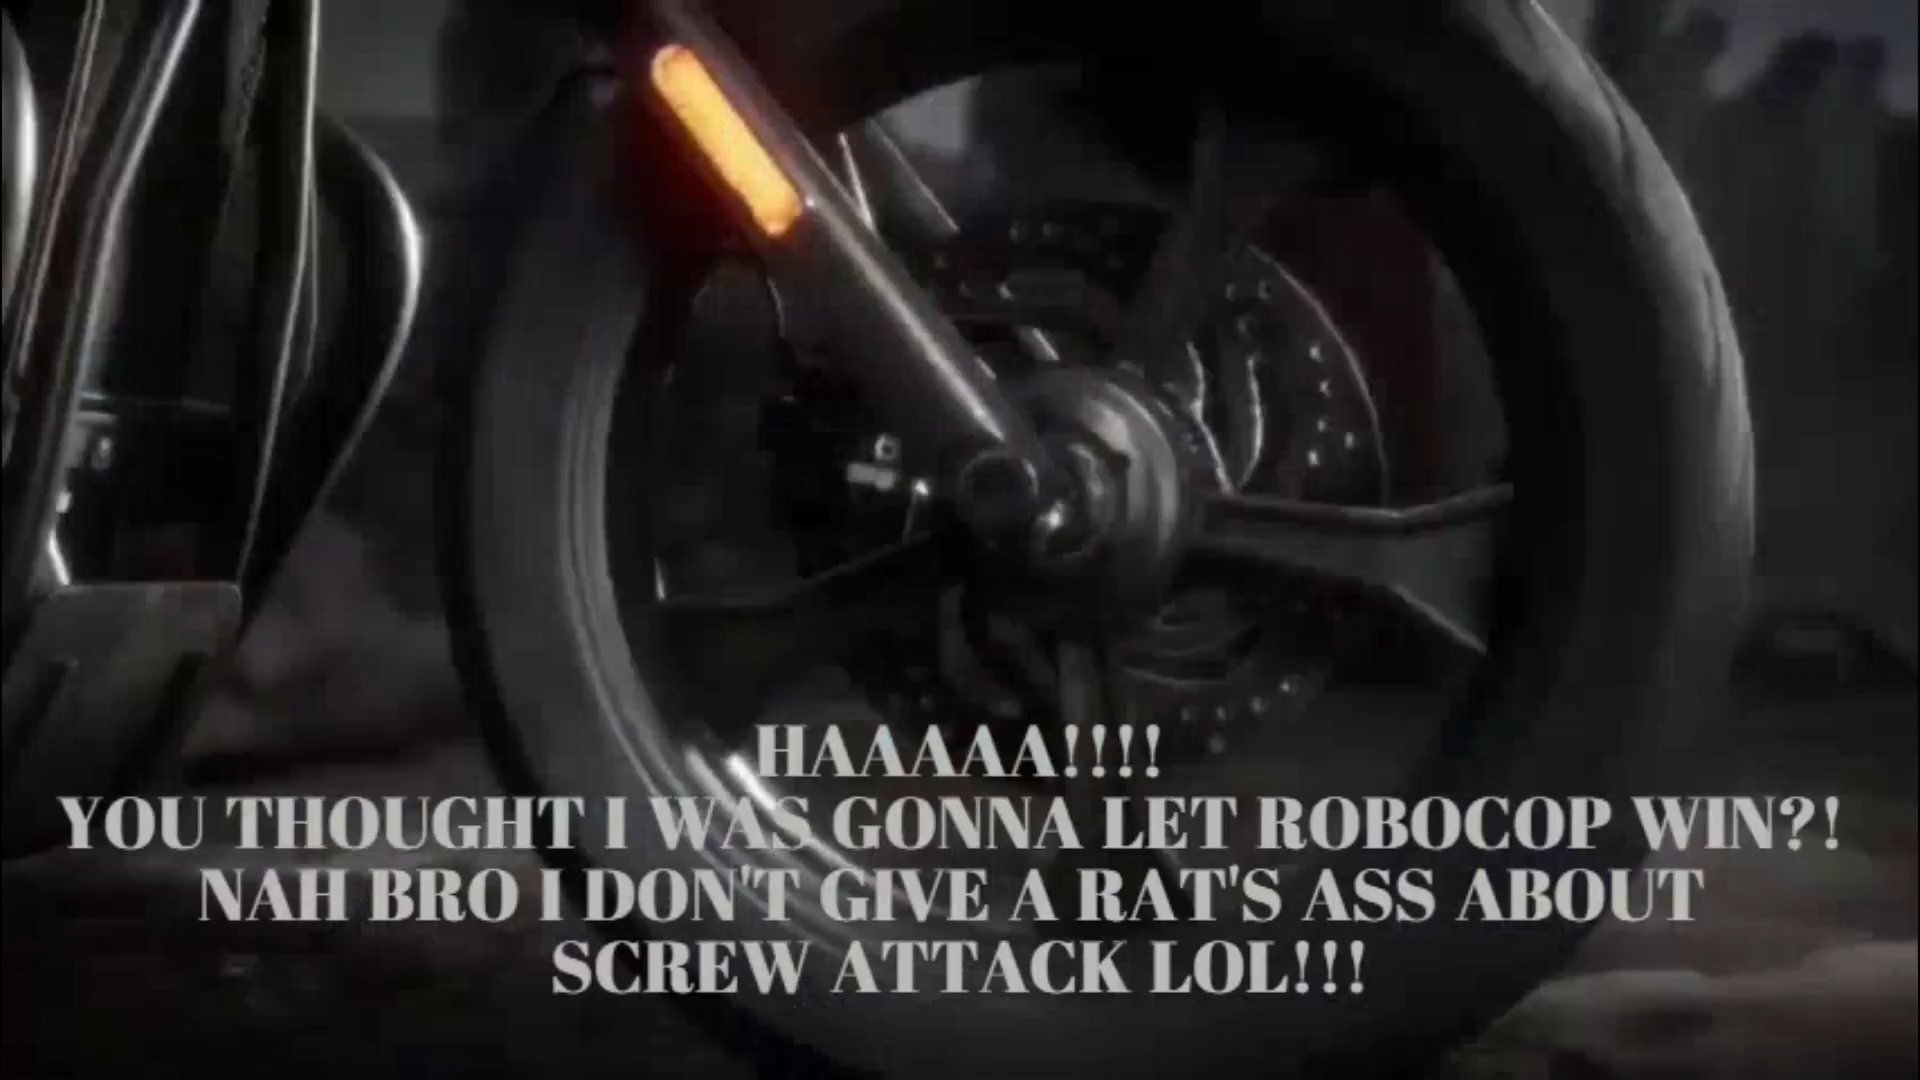 HAAAAA!!!!
YOU THOUGHT I WAS GONNA LET ROBOCOP WIN?!
NAH BRO I DON'T GIVE A RAT'S ASS ABOUT
SCREW ATTACK LOL!!!